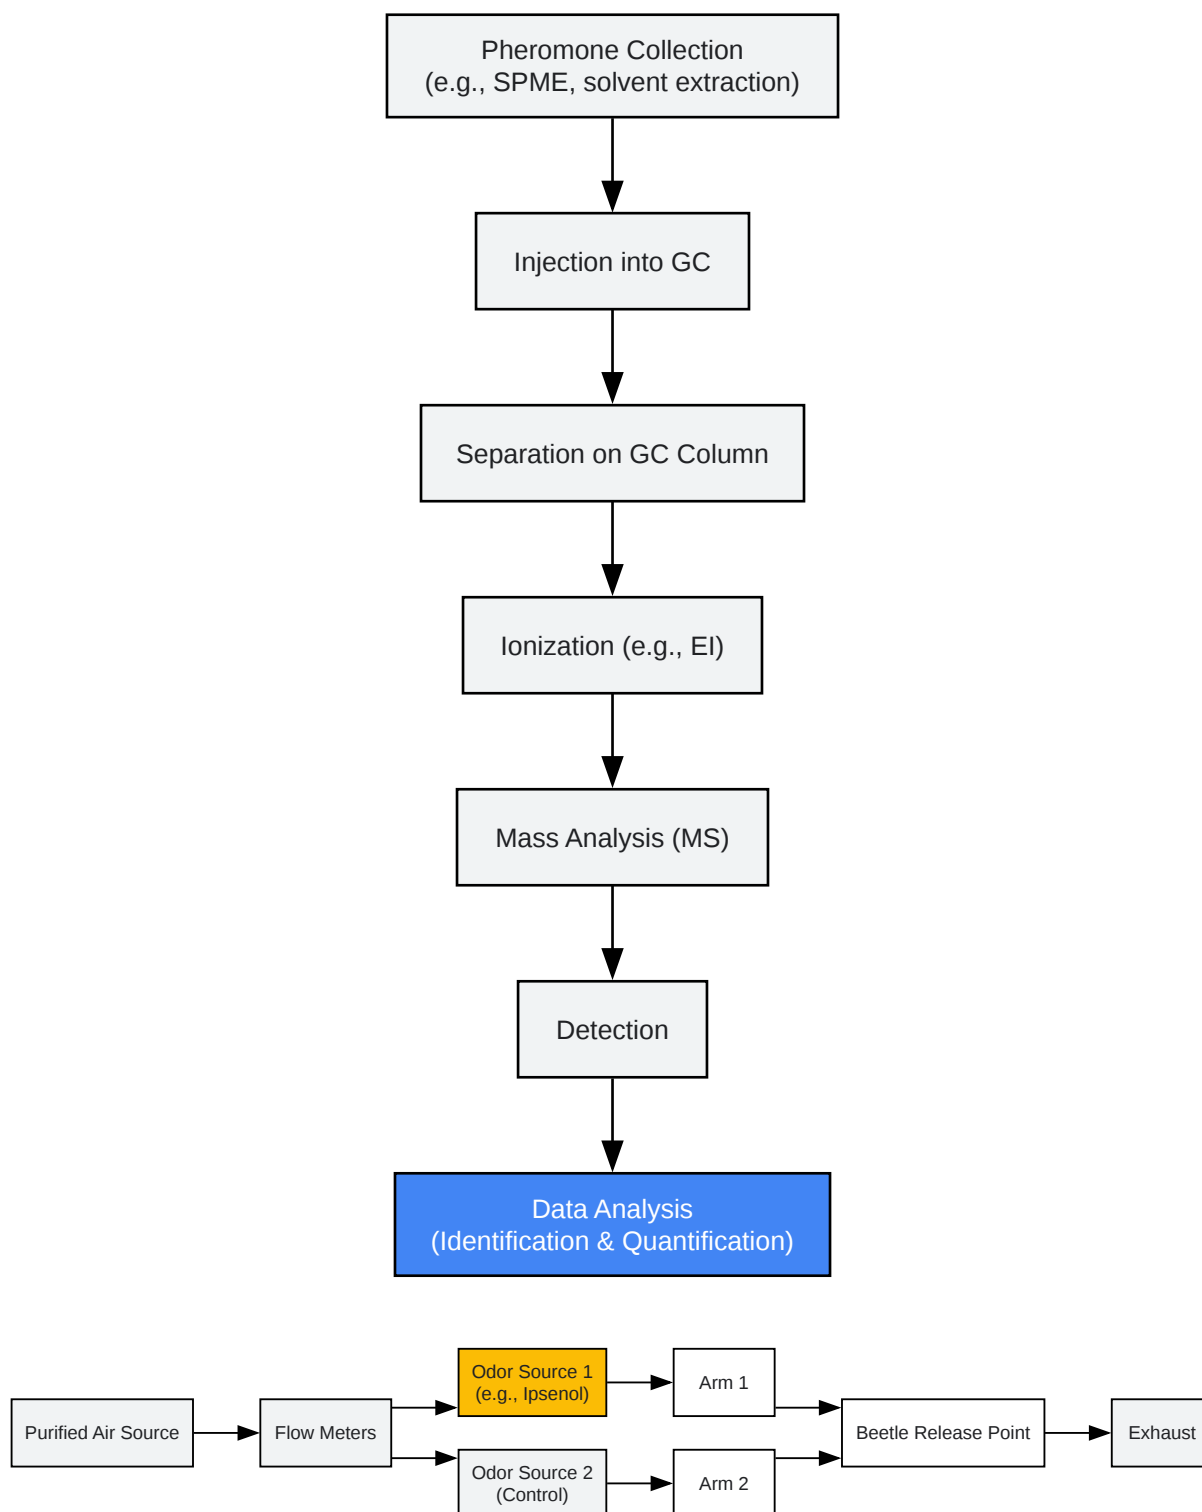 Pheromone Collection
(e.g., SPME, solvent extraction)
Injection into GC
Separation on GC Column
Ionization (e.g., EI)
Mass Analysis (MS)
Detection
Data Analysis
(Identification & Quantification)
Purified Air Source
Flow Meters
Odor Source 1
(e.g., Ipsenol)
Arm 1
Odor Source 2
(Control)
Arm 2
Beetle Release Point
Exhaust